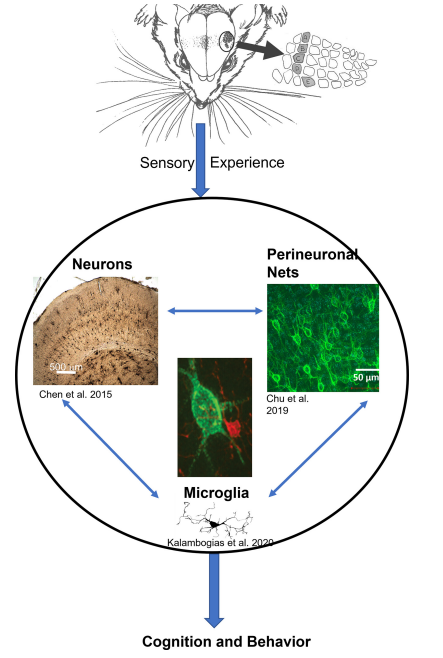 Sensory Experience
Neurons
Perineuronal
Nets
500 µm
50 µm
Chen et al. 2015
Chu et al.
2019
Microglia
Kalambogias et al. 2020
Cognition and Behavior